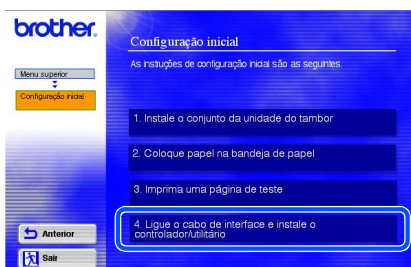 brother.
Configuração inicial
As instruções de configuração inicial são as seguintes.
Menu superior
Configuração inicial
1. Instale o conjunto da unidade do tambor
2. Coloque papel na bandeja de papel
3. Imprima uma página de teste
4. Ligue o cabo de interface e instale o
controlador/utilitário
Anterior
Sair